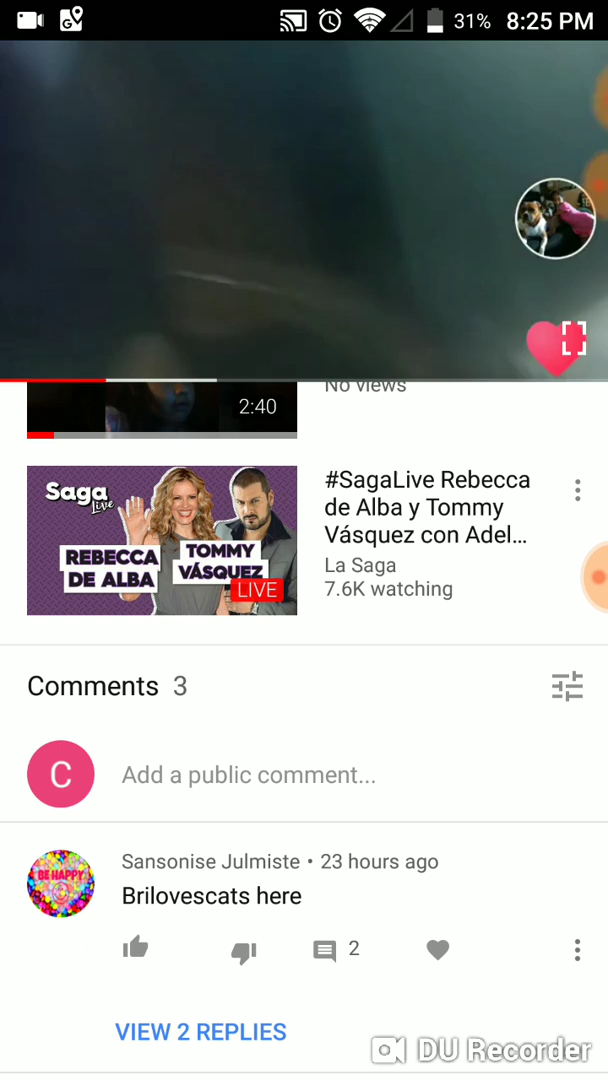 31% 8:25 PM
No views
2:40
Saga
Live
REBECCA
DE ALBA
TOMMY
VÁSQUEZ
LIVE
#SagaLive Rebecca
de Alba y Tommy
Vásquez con Adel...
La Saga
7.6K watching
Comments 3
C
Add a public comment...
BE HAPPY
Sansonise Julmiste • 23 hours ago
Brilovescats here
2
VIEW 2 REPLIES
DU Recorder